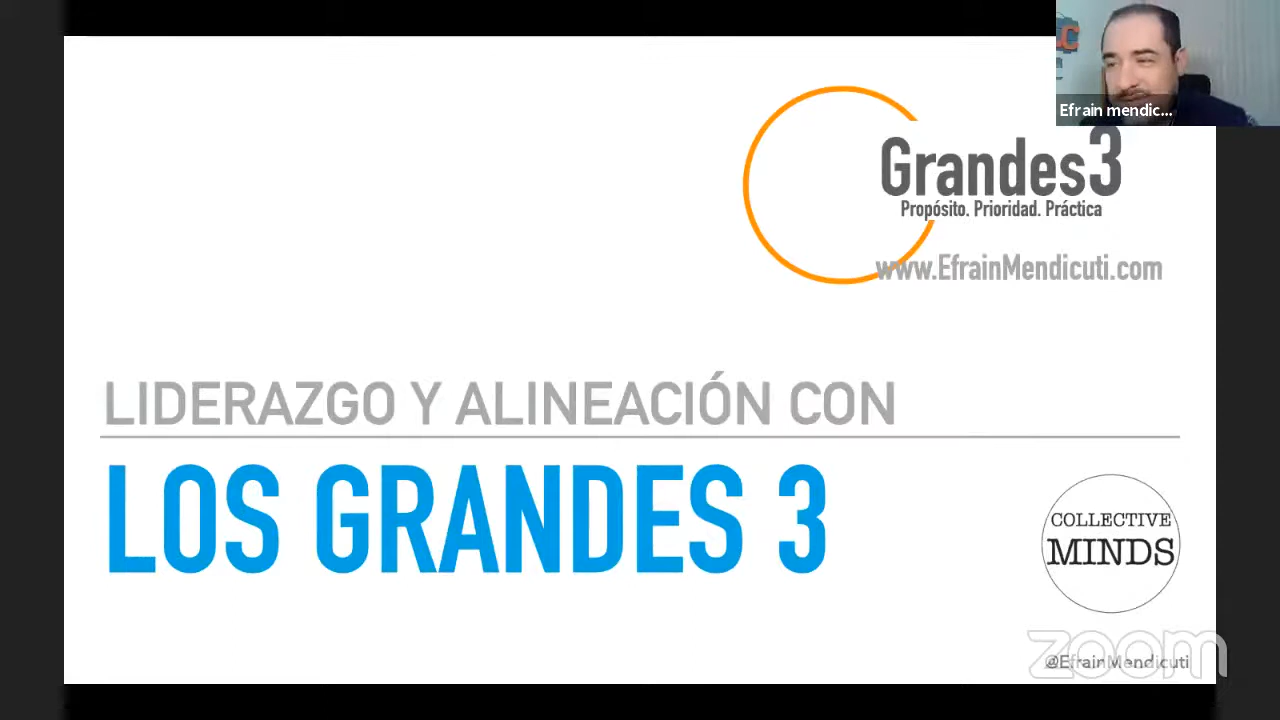 Efrain mendic...
Grandes3
Propósito. Prioridad. Práctica
www.EfrainMendicuti.com
LIDERAZGO Y ALINEACIÓN CON
LOS GRANDES 3
COLLECTIVE
MINDS
zoom
@EfrainMendicuti